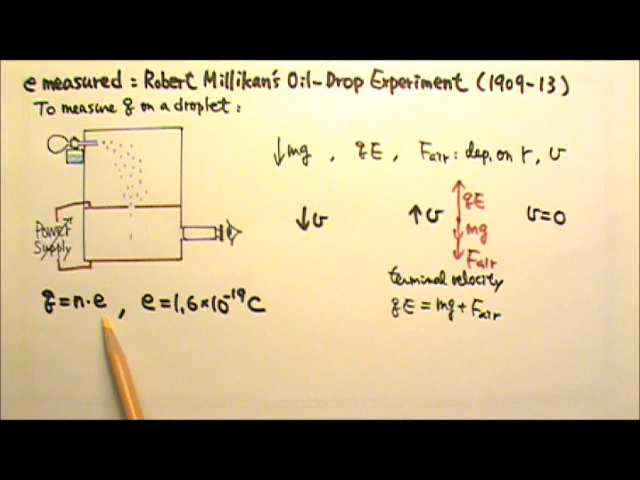 e measured : Robert Millikan's Oil-Drop Experiment (1909-13)
To measure q on a droplet :
↓mg , qE , Fair : dep. on r, v
Power
Supply
↓v ↑v v=0
qE
mg
Fair
terminal velocity
qE = mg + Fair
q = n·e , e = 1,6×10⁻¹⁹ C